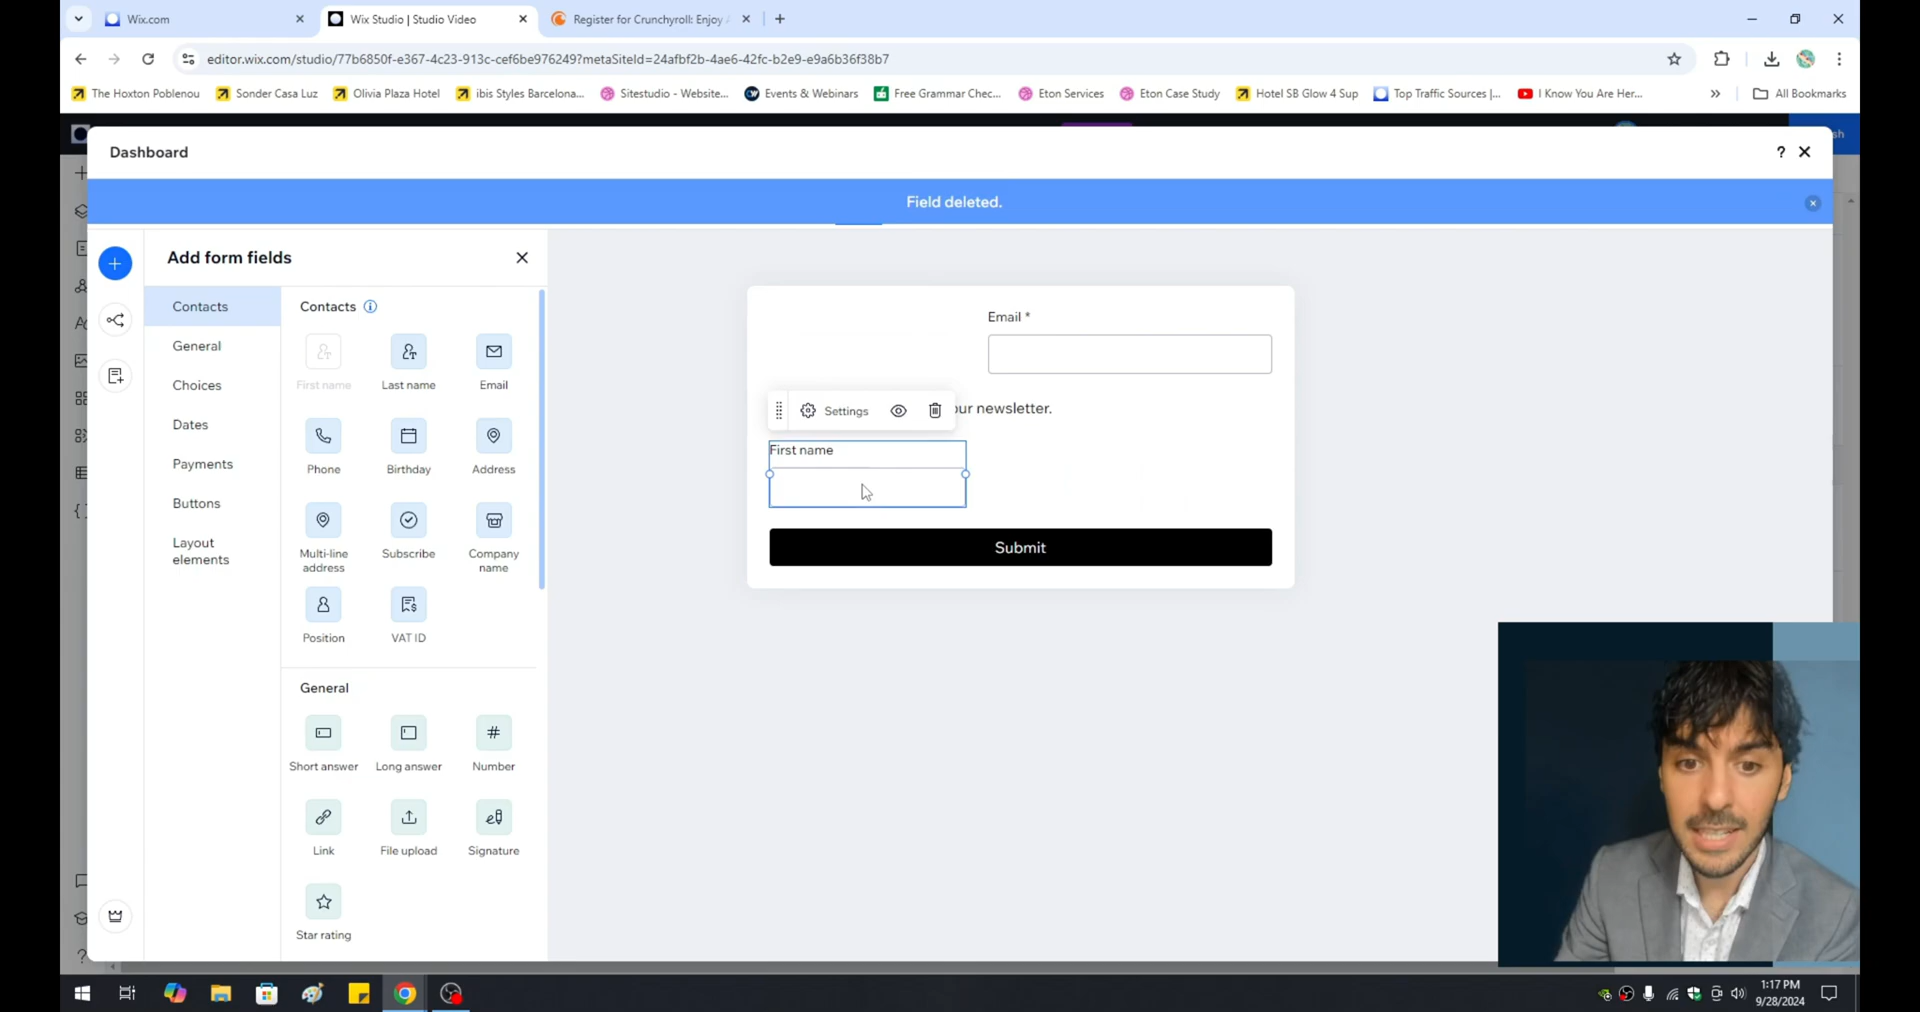 Wix.com
Wix Studio | Studio Video
Register for Crunchyroll: Enjoy
editor.wix.com/studio/77b6850f-e367-4c23-913c-cef6be976249?metaSiteId=24afbf2b-4ae6-42fc-b2e9-e9a6b36f38b7
The Hoxton Poblenou
Sonder Casa Luz
Olivia Plaza Hotel
ibis Styles Barcelona...
Sitestudio - Website...
Events & Webinars
Free Grammar Chec...
Eton Services
Eton Case Study
Hotel SB Glow 4 Sup
Top Traffic Sources |...
I Know You Are Her...
All Bookmarks
Dashboard
Field deleted.
Add form fields
Contacts
General
Choices
Dates
Payments
Buttons
Layout
elements
Contacts
First name
Last name
Email
Phone
Birthday
Address
Multi-line
address
Subscribe
Company
name
Position
VAT ID
General
Short answer
Long answer
Number
Link
File upload
Signature
Star rating
Email *
Settings
our newsletter.
First name
Submit
1:17 PM
9/28/2024